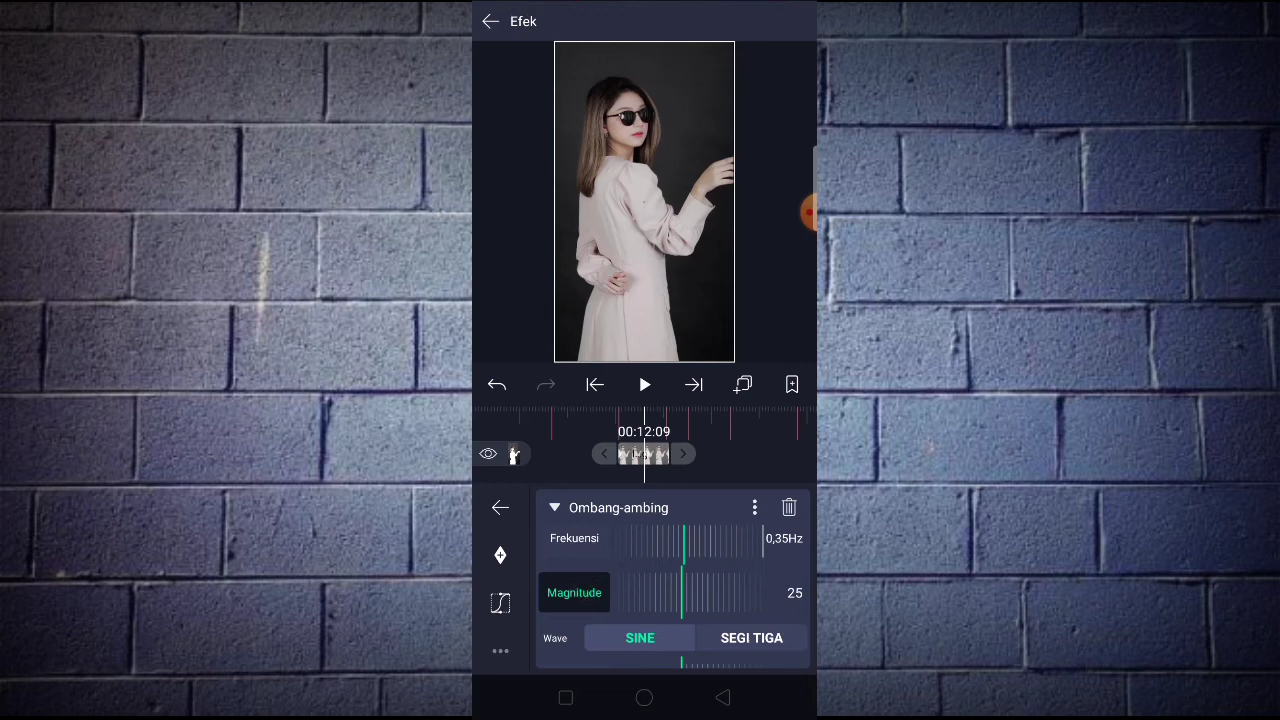 Efek
00:12:09
Ombang-ambing
Frekuensi 0,35Hz
Magnitude 25
Wave SINE SEGI TIGA